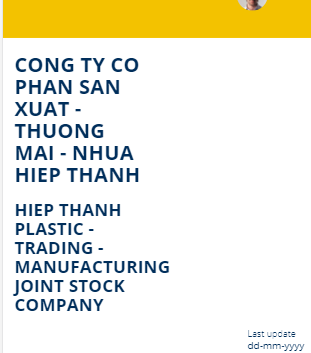 CONG TY CO
PHAN SAN
XUAT -
THUONG
MAI - NHUA
HIEP THANH
HIEP THANH
PLASTIC -
TRADING -
MANUFACTURING
JOINT STOCK
COMPANY
Last update
dd-mm-yyyy